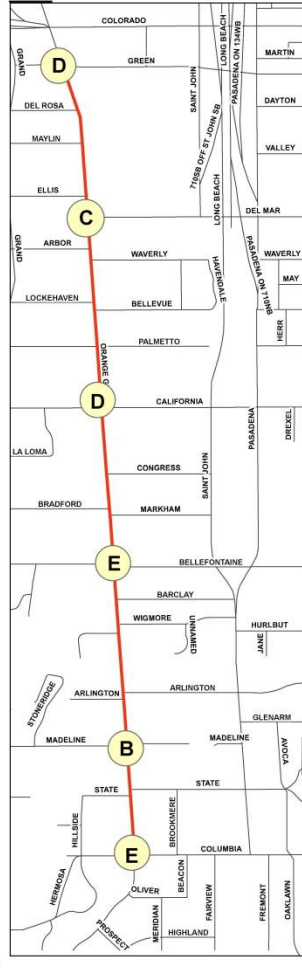 COLORADO
GRAND
D
GREEN
SAINT JOHN
LONG BEACH
PASADENA ON 134WB
MARTIN
DEL ROSA
DAYTON
MAYLIN
710SB OFF ST JOHN SB
VALLEY
ELLIS
C
LONG BEACH
DEL MAR
GRAND
ARBOR
WAVERLY
HAVENDALE
PASADENA ON 710NB
WAVERLY
MAY
LOCKEHAVEN
BELLEVUE
HERR
ORANGE G
PALMETTO
D
CALIFORNIA
PASADENA
DREXEL
LA LOMA
CONGRESS
SAINT JOHN
BRADFORD
MARKHAM
E
BELLEFONTAINE
BARCLAY
WIGMORE
UNNAMED
HURLBUT
JANE
STONERIDGE
ARLINGTON
ARLINGTON
GLENARM
MADELINE
B
MADELINE
AVOCA
STATE
STATE
HILLSIDE
BROOKMERE
E
COLUMBIA
HERMOSA
OLIVER
BEACON
FAIRVIEW
FREMONT
OAKLAWN
PROSPECT
MERIDIAN
HIGHLAND